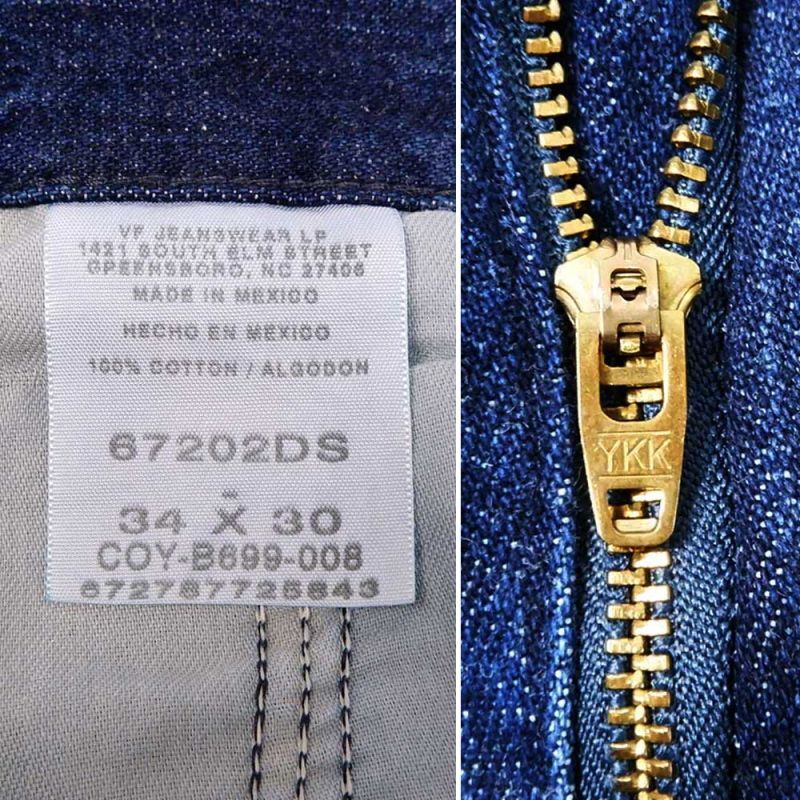 VF JEANSWEAR LP
1421 SOUTH ELM STREET
GREENSBORO, NC 27406
MADE IN MEXICO
HECHO EN MEXICO
100% COTTON / ALGODON
67202DS
34 X 30
COY-B699-008
672787725843
YKK